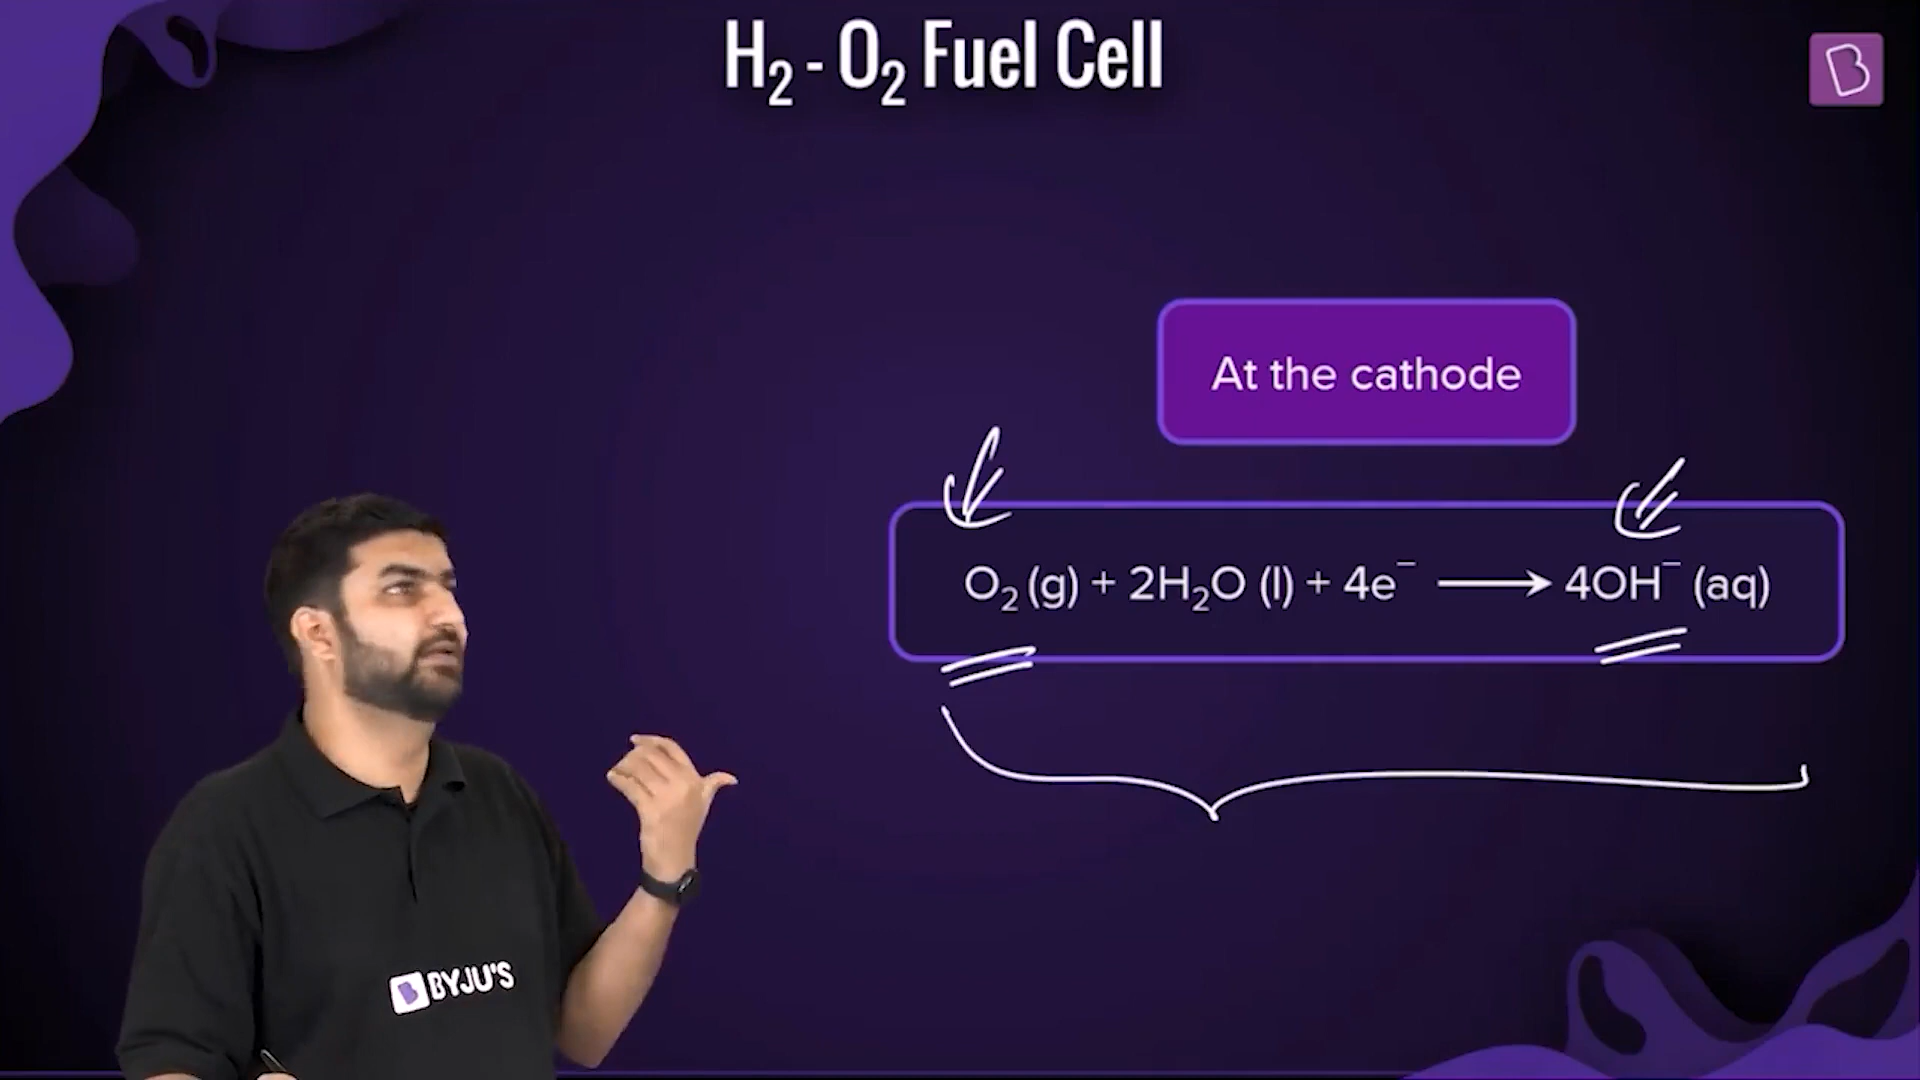 H₂ - O₂ Fuel Cell
B
At the cathode
O₂ (g) + 2H₂O (l) + 4e⁻ ⟶ 4OH⁻ (aq)
B BYJU'S